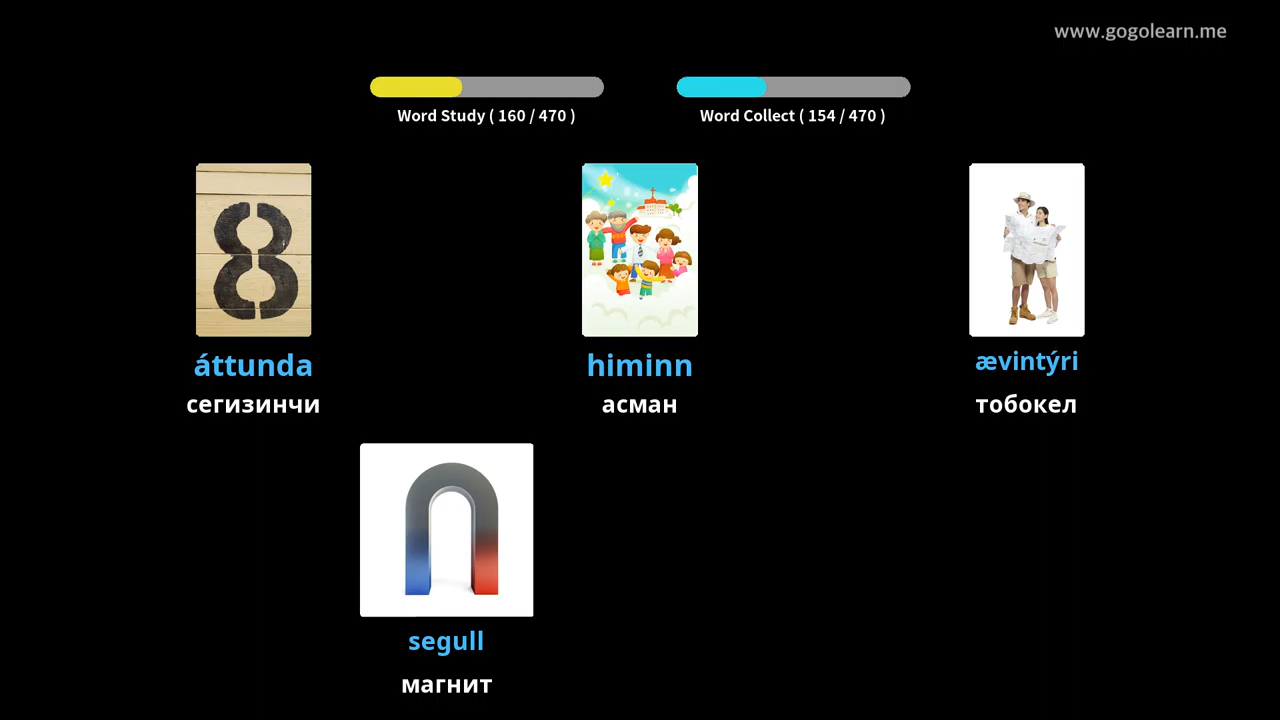 www.gogolearn.me
Word Study ( 160 / 470 )
Word Collect ( 154 / 470 )
8
áttunda
сегизинчи
himinn
асман
ævintýri
тобокел
segull
магнит